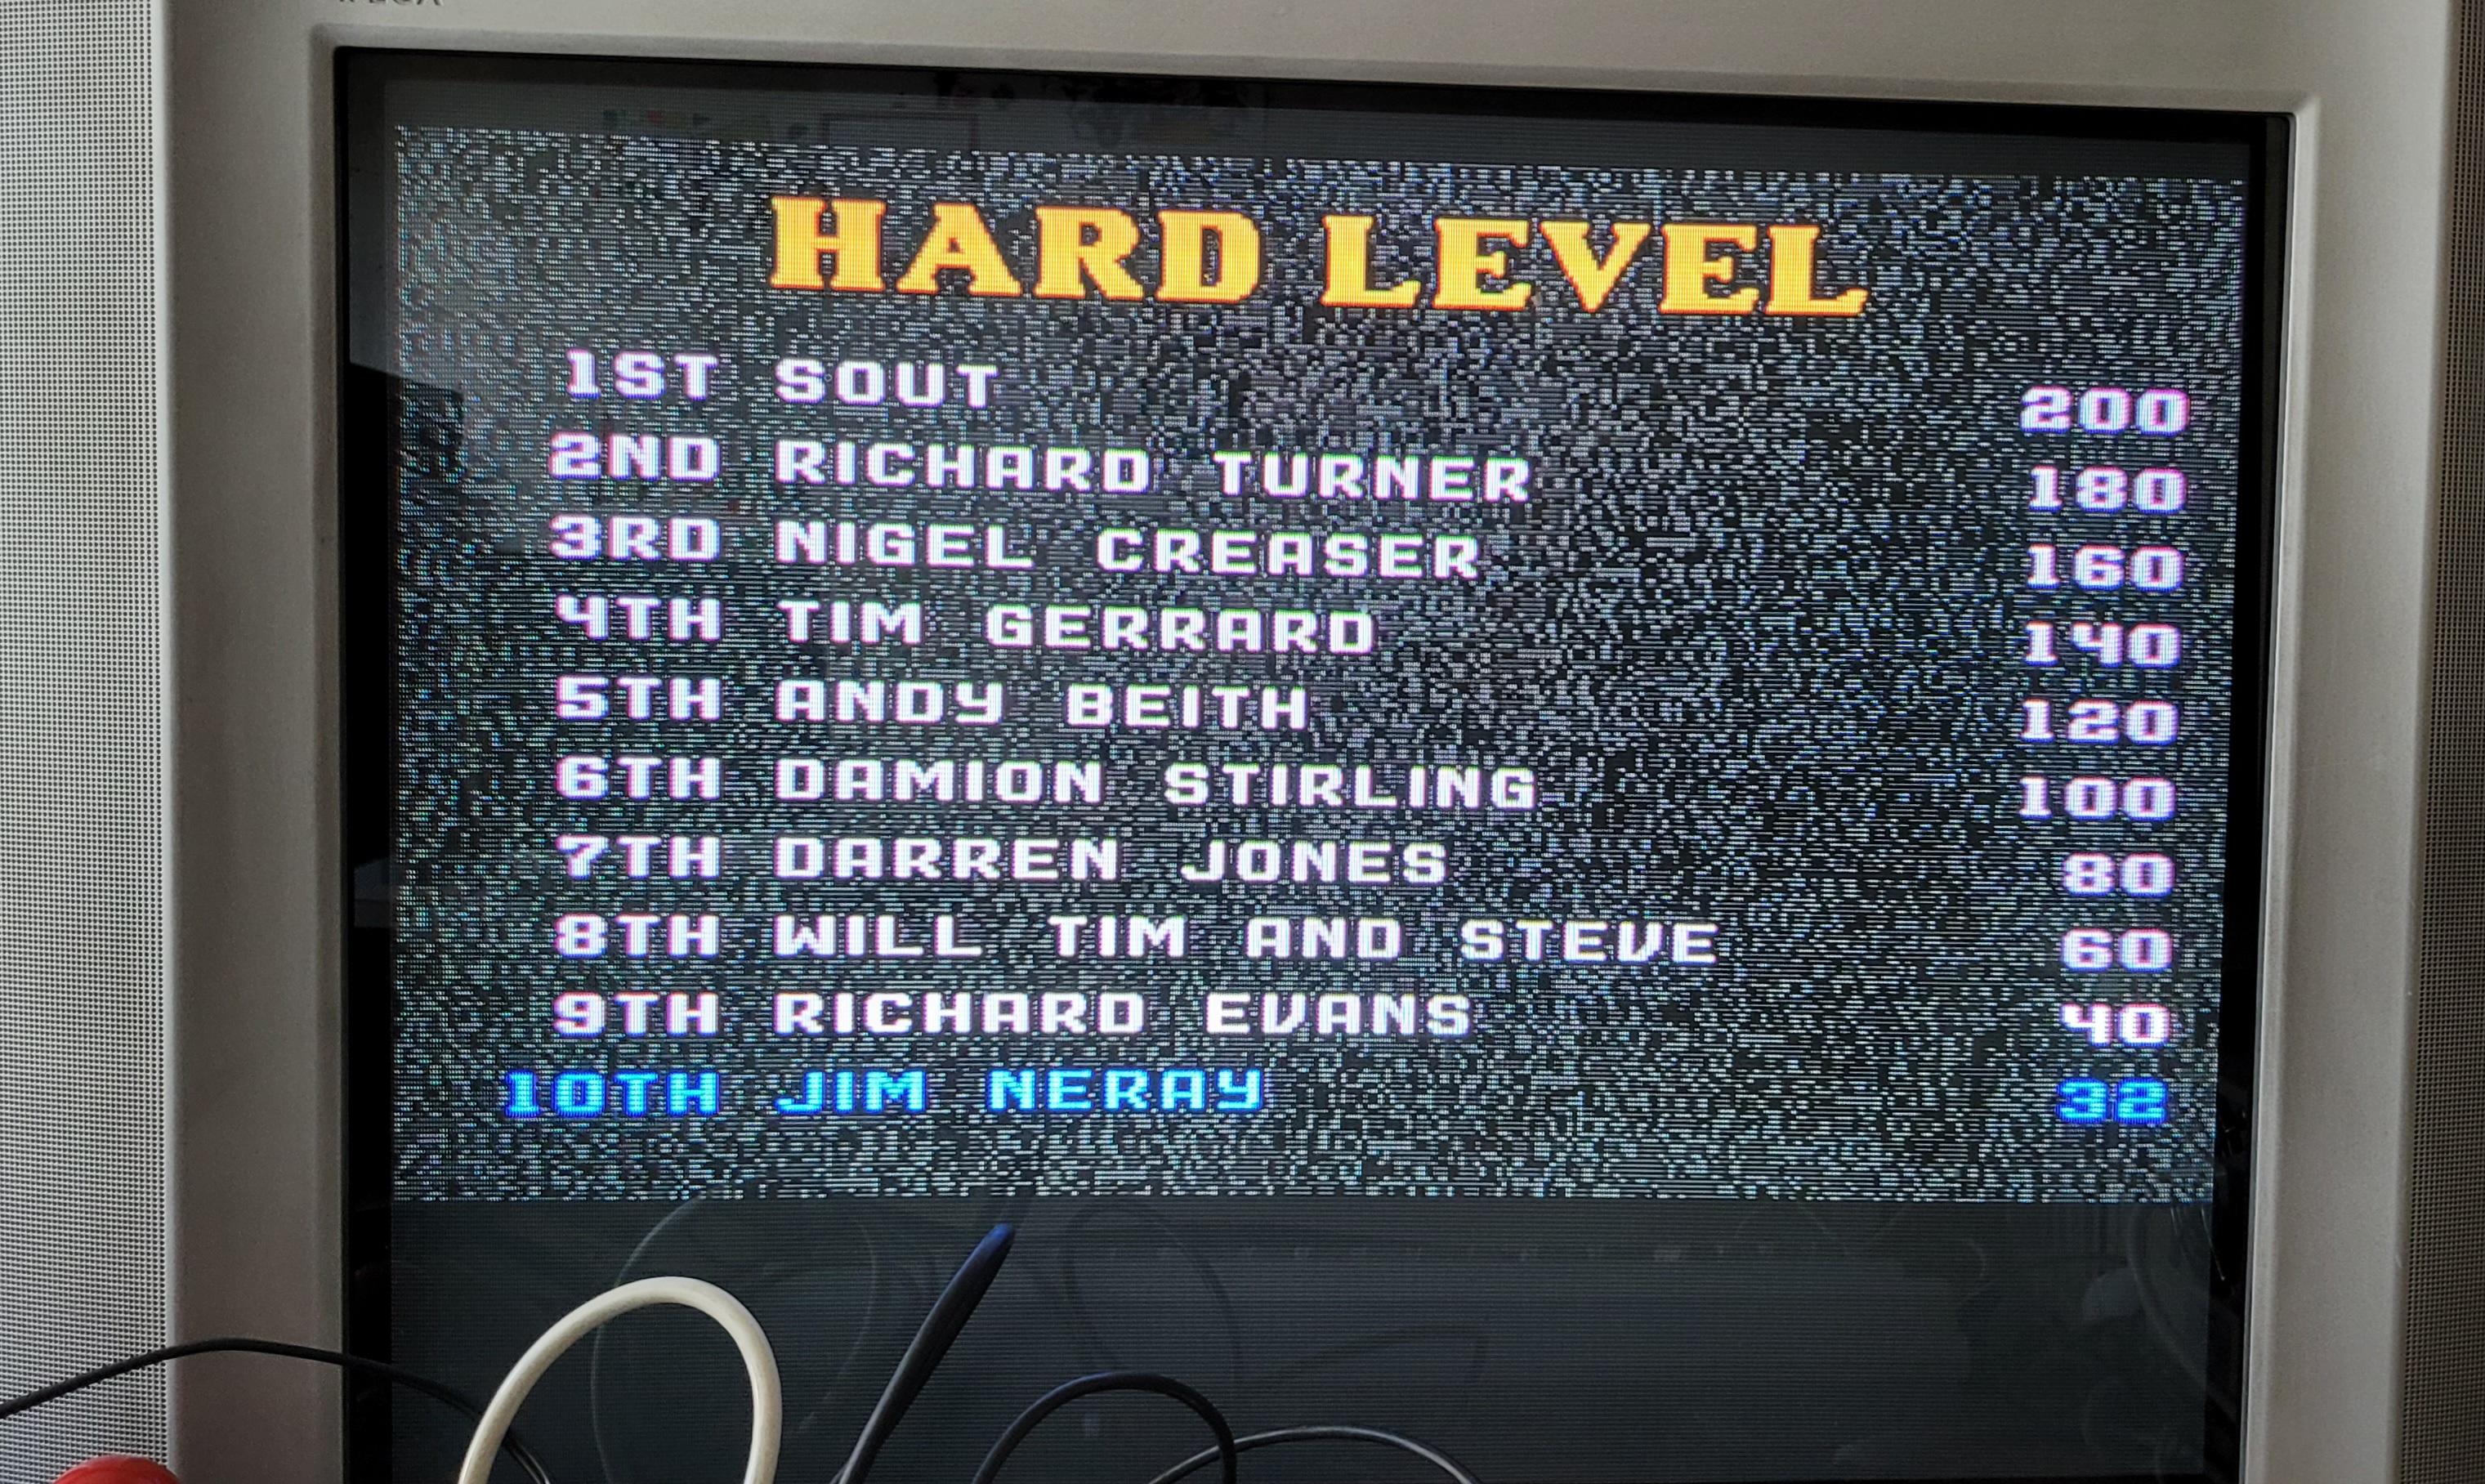 HARD LEVEL
1ST SOUT 200
2ND RICHARD TURNER 180
3RD NIGEL CREASER 160
4TH TIM GERRARD 140
5TH ANDY BEITH 120
6TH DAMION STIRLING 100
7TH DARREN JONES 80
8TH WILL TIM AND STEVE 60
9TH RICHARD EVANS 40
10TH JIM NERAY 32